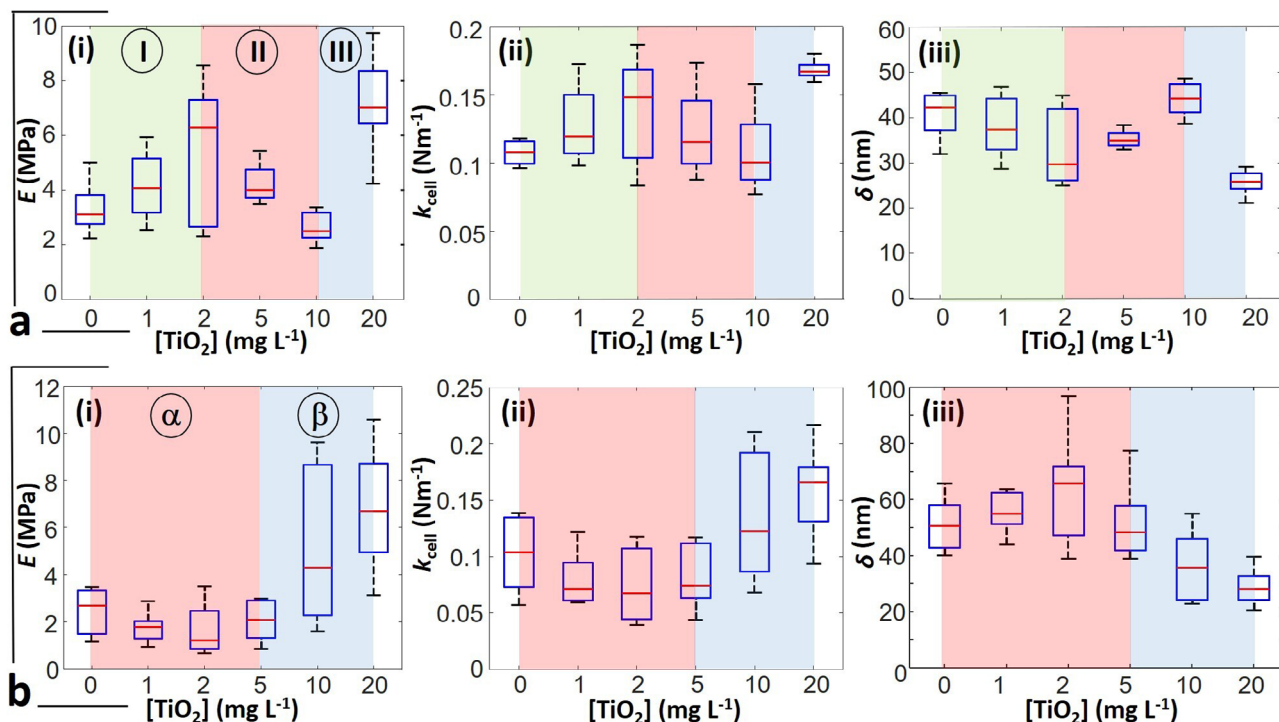 a
(i)
I
II
III
E (MPa)
10
8
6
4
2
0
0 1 2 5 10 20
[TiO2] (mg L-1)
(ii)
kcell (Nm-1)
0.2
0.15
0.1
0.05
0
0 1 2 5 10 20
[TiO2] (mg L-1)
(iii)
δ (nm)
60
50
40
30
20
10
0
0 1 2 5 10 20
[TiO2] (mg L-1)
b
(i)
α
β
E (MPa)
12
10
8
6
4
2
0
0 1 2 5 10 20
[TiO2] (mg L-1)
(ii)
kcell (Nm-1)
0.25
0.2
0.15
0.1
0.05
0
0 1 2 5 10 20
[TiO2] (mg L-1)
(iii)
δ (nm)
100
80
60
40
20
0
0 1 2 5 10 20
[TiO2] (mg L-1)